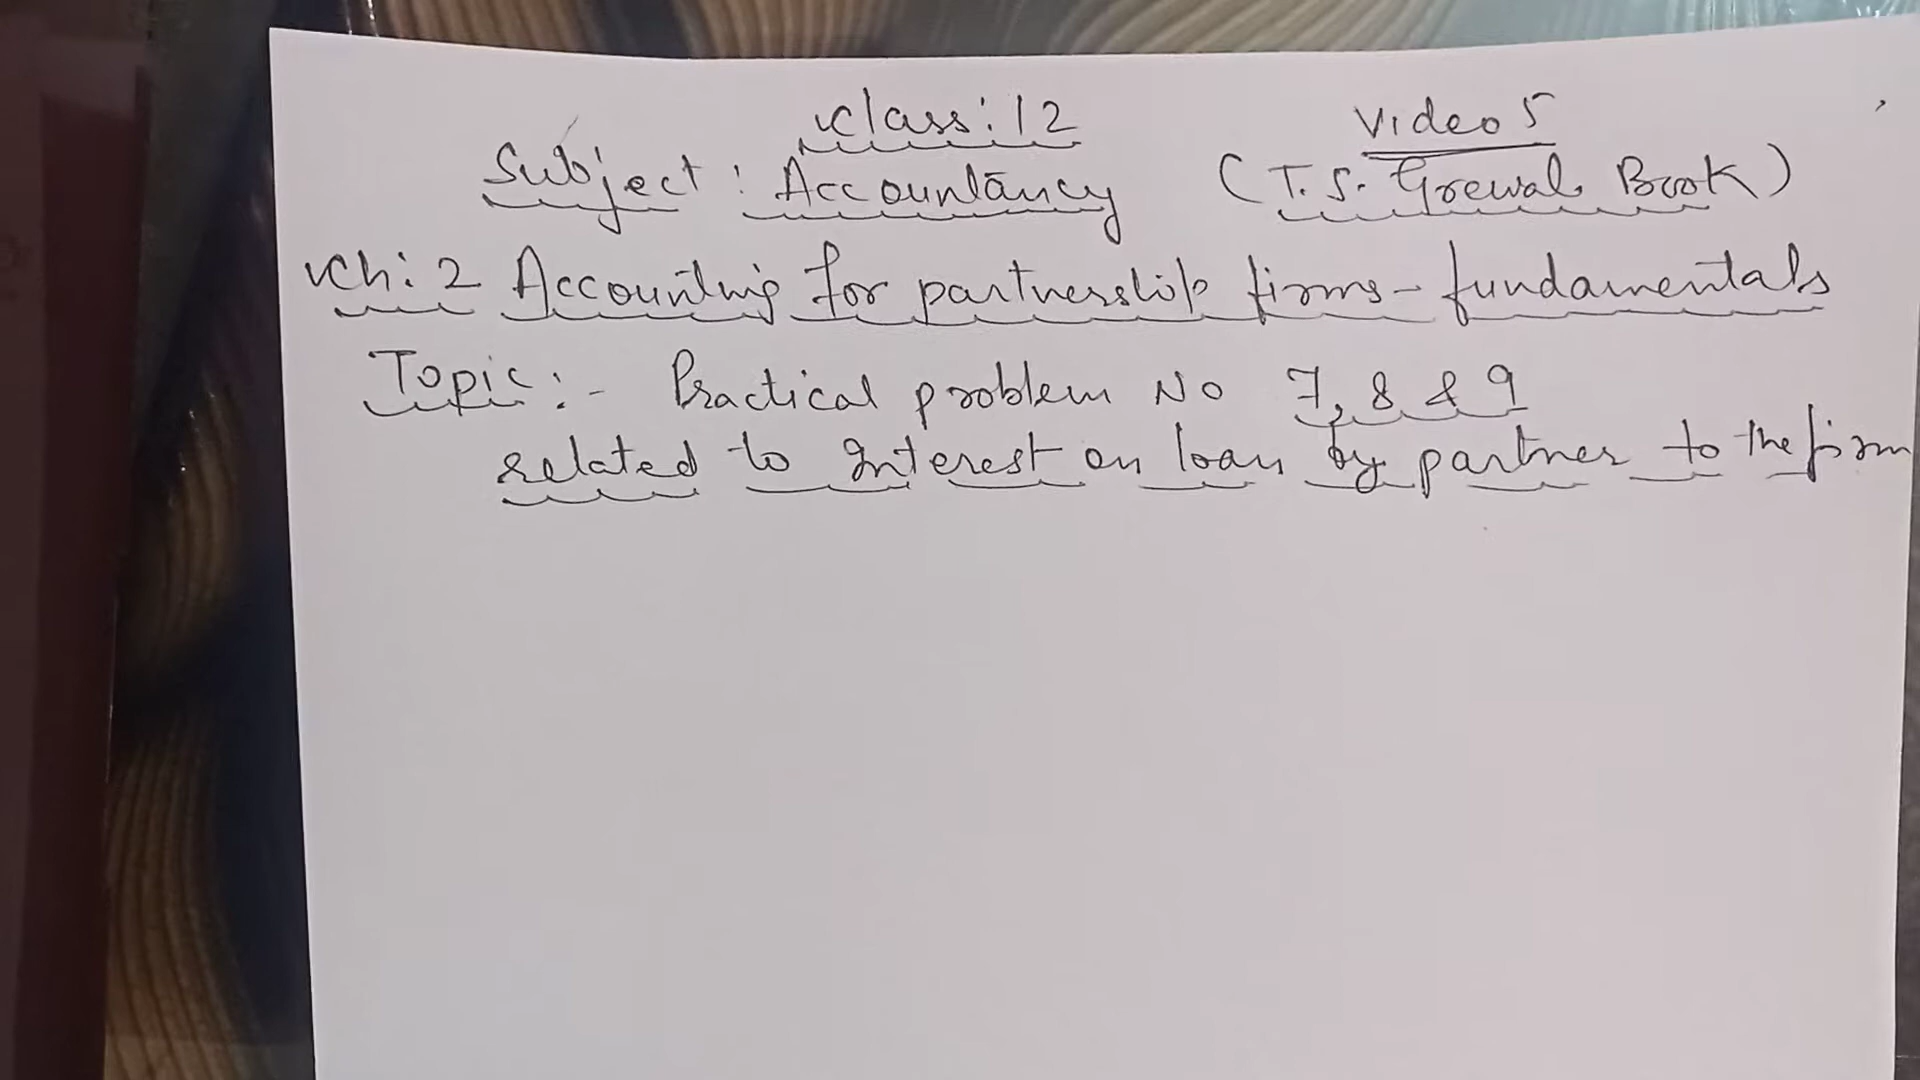 Class: 12
Video 5
Subject: Accountancy (T.S. Grewal Book)
Ch: 2 Accounting for partnership firms - fundamentals
Topic:- Practical problem No 7, 8 & 9
related to Interest on loan by partner to the firm